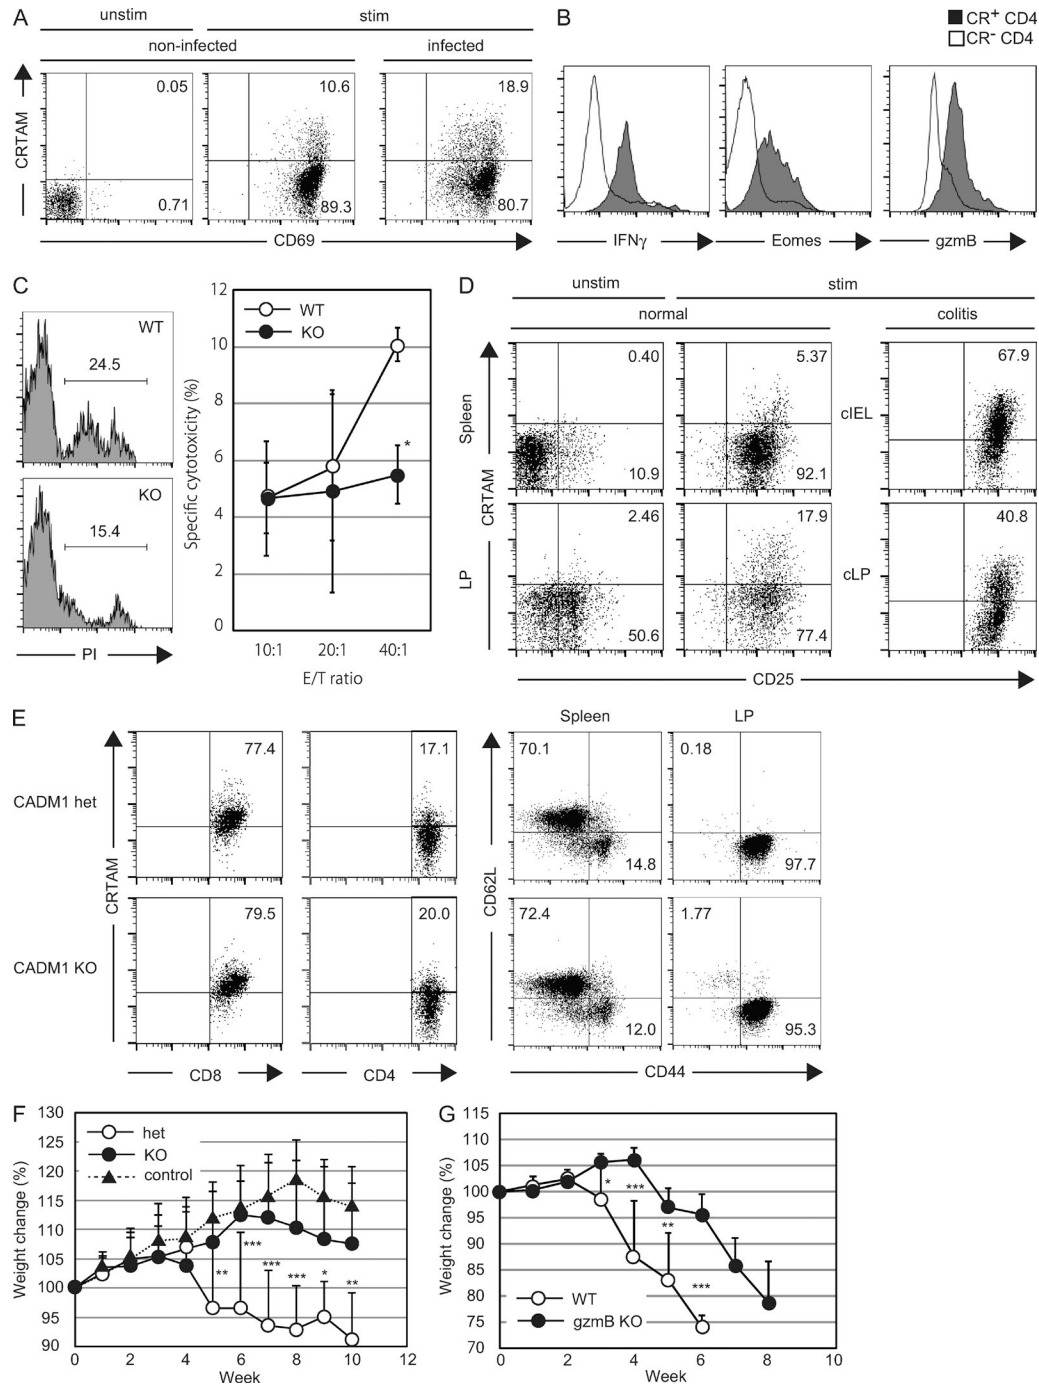 A
unstim
stim
non-infected
infected
CRTAM
0.05
10.6
18.9
0.71
89.3
80.7
CD69
B
CR+ CD4
CR- CD4
IFNγ
Eomes
gzmB
C
WT
24.5
KO
15.4
PI
Specific cytotoxicity (%)
12
10
8
6
4
2
0
WT
KO
*
10:1
20:1
40:1
E/T ratio
D
unstim
stim
normal
colitis
CRTAM
Spleen
0.40
5.37
cIEL
67.9
10.9
92.1
LP
2.46
17.9
cLP
40.8
50.6
77.4
CD25
E
Spleen
LP
CADM1 het
CRTAM
77.4
17.1
CD62L
70.1
0.18
14.8
97.7
CADM1 KO
79.5
20.0
72.4
1.77
12.0
95.3
CD8
CD4
CD44
F
Weight change (%)
130
125
120
115
110
105
100
95
90
het
KO
control
**
***
***
***
*
**
0
2
4
6
8
10
12
Week
G
Weight change (%)
115
110
105
100
95
90
85
80
75
70
*
***
**
***
WT
gzmB KO
0
2
4
6
8
10
Week